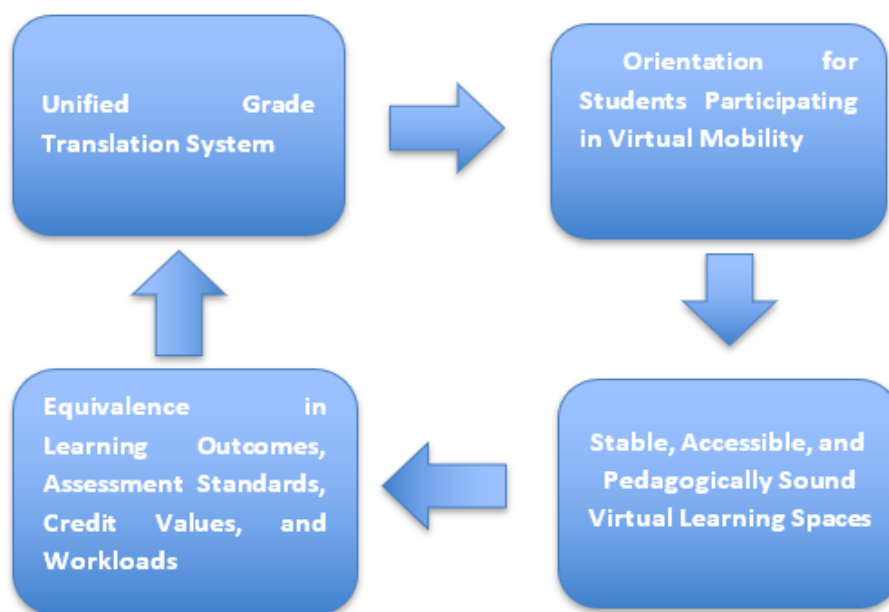 Unified Grade
Translation System
Orientation for
Students Participating
in Virtual Mobility
Stable, Accessible, and
Pedagogically Sound
Virtual Learning Spaces
Equivalence in
Learning Outcomes,
Assessment Standards,
Credit Values, and
Workloads